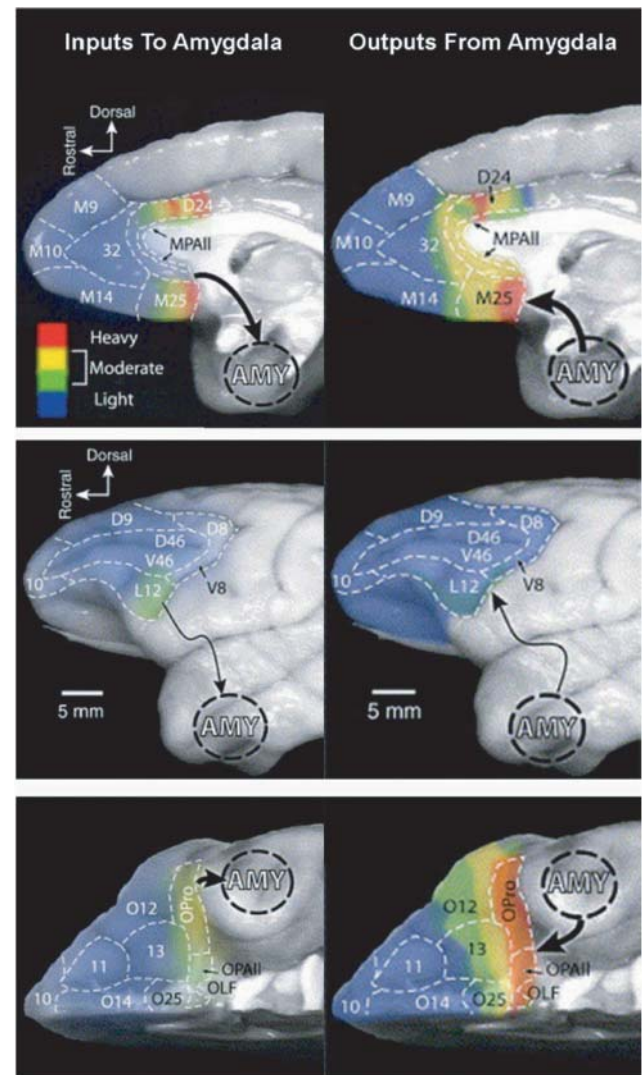 Inputs To Amygdala
Outputs From Amygdala
Dorsal
Rostral
M9
M10
32
M14
D24
MPAll
M25
Heavy
Moderate
Light
AMY
D24
M9
M10
32
M14
MPAll
M25
AMY
Dorsal
Rostral
D9
D8
D46
V46
10
L12
V8
5 mm
AMY
D9
D8
D46
V46
10
L12
V8
5 mm
AMY
OPro
AMY
O12
13
11
10
O14
O25
OPAll
OLF
OPro
AMY
O12
13
11
10
O14
O25
OPAll
OLF